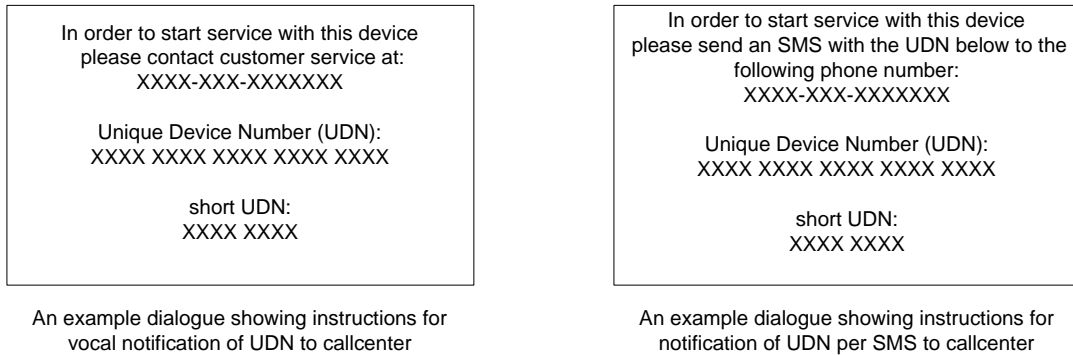 In order to start service with this device
please contact customer service at:
XXXX-XXX-XXXXXXX
Unique Device Number (UDN):
XXXX XXXX XXXX XXXX XXXX
short UDN:
XXXX XXXX
An example dialogue showing instructions for
vocal notification of UDN to callcenter
In order to start service with this device
please send an SMS with the UDN below to the
following phone number:
XXXX-XXX-XXXXXXX
Unique Device Number (UDN):
XXXX XXXX XXXX XXXX XXXX
short UDN:
XXXX XXXX
An example dialogue showing instructions for
notification of UDN per SMS to callcenter